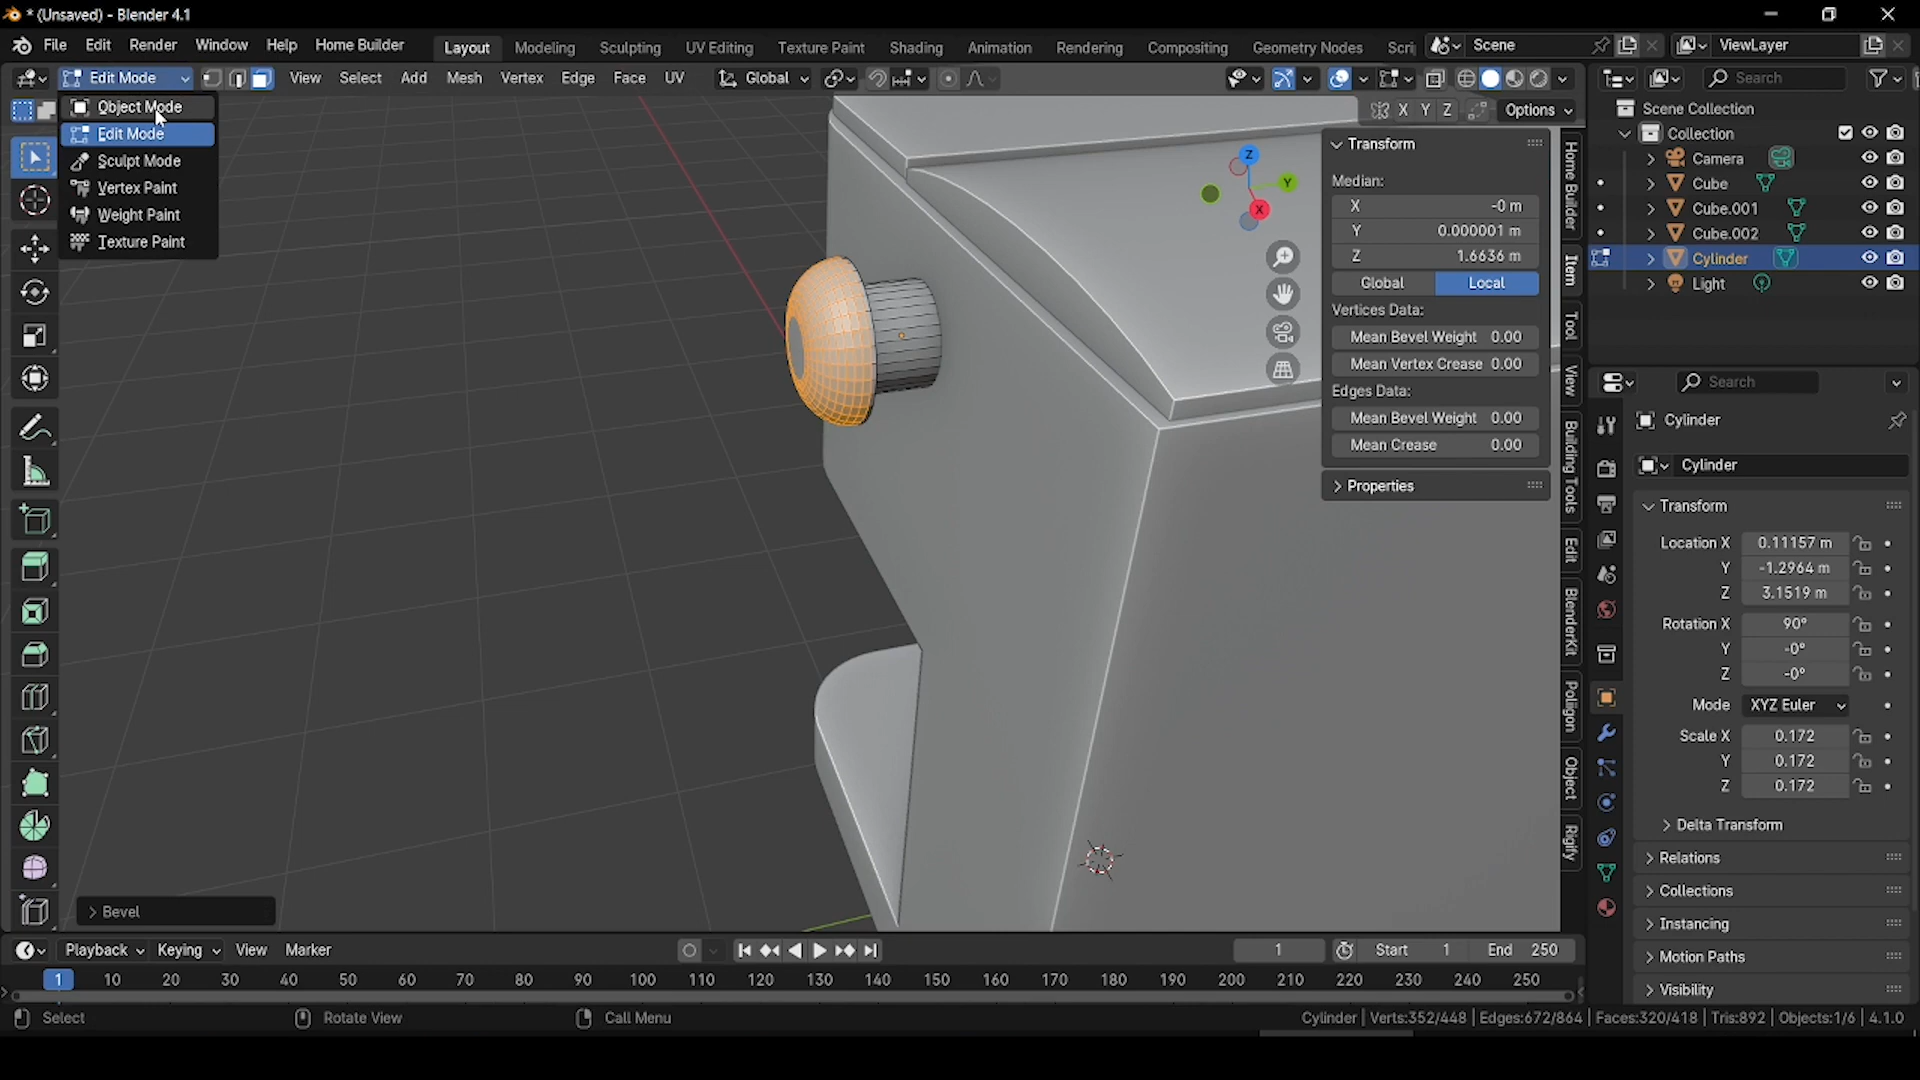 * (Unsaved) - Blender 4.1
File Edit Render Window Help Home Builder Layout Modeling Sculpting UV Editing Texture Paint Shading Animation Rendering Compositing Geometry Nodes Scri Scene ViewLayer
Edit Mode View Select Add Mesh Vertex Edge Face UV Global Search
Object Mode
Edit Mode
Sculpt Mode
Vertex Paint
Weight Paint
Texture Paint
X Y Z Options
Z
Y
X
Transform
Median:
X -0 m
Y 0.000001 m
Z 1.6636 m
Global Local
Vertices Data:
Mean Bevel Weight 0.00
Mean Vertex Crease 0.00
Edges Data:
Mean Bevel Weight 0.00
Mean Crease 0.00
Properties
Home Builder
Item
Tool
View
Building Tools
Edit
BlenderKit
Poliigon
Object
Rigify
Scene Collection
Collection
Camera
Cube
Cube.001
Cube.002
Cylinder
Light
Search
Cylinder
Cylinder
Transform
Location X 0.11157 m
Y -1.2964 m
Z 3.1519 m
Rotation X 90°
Y -0°
Z -0°
Mode XYZ Euler
Scale X 0.172
Y 0.172
Z 0.172
Delta Transform
Relations
Collections
Instancing
Motion Paths
Visibility
Bevel
Playback Keying View Marker 1 Start 1 End 250
1 10 20 30 40 50 60 70 80 90 100 110 120 130 140 150 160 170 180 190 200 210 220 230 240 250
Select Rotate View Call Menu Cylinder | Verts:352/448 | Edges:672/864 | Faces:320/418 | Tris:892 | Objects:1/6 | 4.1.0